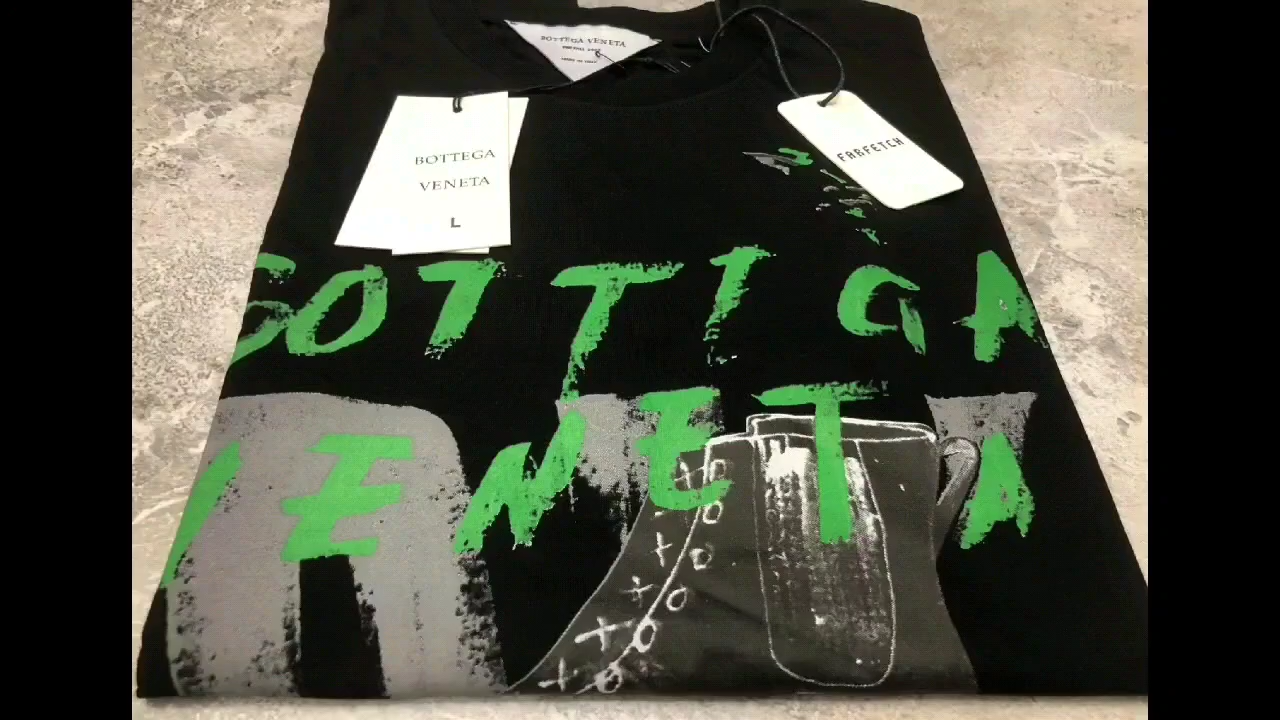 BOTTEGA VENETA
BOTTEGA
VENETA
L
FARFETCH
BOTTIGA
VENETA